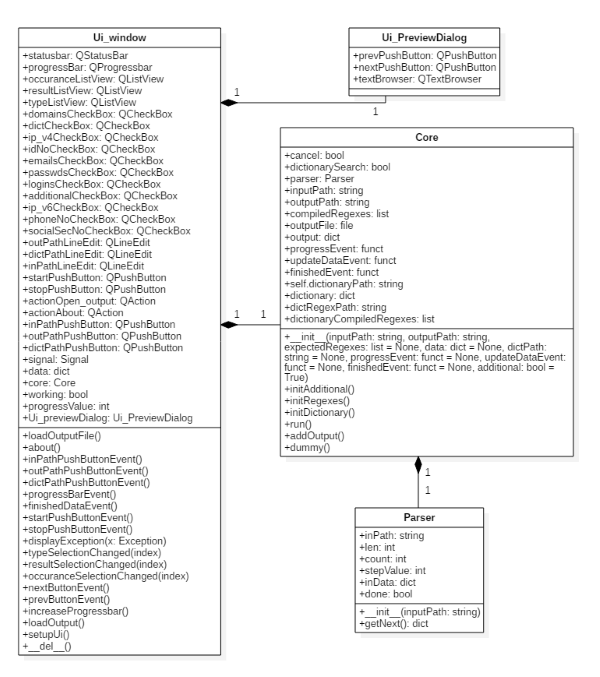 Ui_window
+statusbar: QStatusBar
+progressBar: QProgressbar
+occuranceListView: QListView
+resultListView: QListView
+typeListView: QListView
+domainsCheckBox: QCheckBox
+dictCheckBox: QCheckBox
+ip_v4CheckBox: QCheckBox
+idNoCheckBox: QCheckBox
+emailsCheckBox: QCheckBox
+passwdsCheckBox: QCheckBox
+loginsCheckBox: QCheckBox
+additionalCheckBox: QCheckBox
+ip_v6CheckBox: QCheckBox
+phoneNoCheckBox: QCheckBox
+socialSecNoCheckBox: QCheckBox
+outPathLineEdit: QLineEdit
+dictPathLineEdit: QLineEdit
+inPathLineEdit: QLineEdit
+startPushButton: QPushButton
+stopPushButton: QPushButton
+actionOpen_output: QAction
+actionAbout: QAction
+inPathPushButton: QPushButton
+outPathPushButton: QPushButton
+dictPathPushButton: QPushButton
+signal: Signal
+data: dict
+core: Core
+working: bool
+progressValue: int
+Ui_previewDialog: Ui_PreviewDialog
+loadOutputFile()
+about()
+inPathPushButtonEvent()
+outPathPushButtonEvent()
+dictPathPushButtonEvent()
+progressBarEvent()
+finishedDataEvent()
+startPushButtonEvent()
+stopPushButtonEvent()
+displayException(x: Exception)
+typeSelectionChanged(index)
+resultSelectionChanged(index)
+occuranceSelectionChanged(index)
+nextButtonEvent()
+prevButtonEvent()
+increaseProgressbar()
+loadOutput()
+setupUi()
+__del__()
1
1
Ui_PreviewDialog
+prevPushButton: QPushButton
+nextPushButton: QPushButton
+textBrowser: QTextBrowser
1
1
Core
+cancel: bool
+dictionarySearch: bool
+parser: Parser
+inputPath: string
+outputPath: string
+compiledRegexes: list
+outputFile: file
+output: dict
+progressEvent: funct
+updateDataEvent: funct
+finishedEvent: funct
+self.dictionaryPath: string
+dictionary: dict
+dictRegexPath: string
+dictionaryCompiledRegexes: list
+__init__(inputPath: string, outputPath: string,
expectedRegexes: list = None, data: dict = None, dictPath:
string = None, progressEvent: funct = None, updateDataEvent:
funct = None, finishedEvent: funct = None, additional: bool =
True)
+initAdditional()
+initRegexes()
+initDictionary()
+run()
+addOutput()
+dummy()
1
1
Parser
+inPath: string
+len: int
+count: int
+stepValue: int
+inData: dict
+done: bool
+__init__(inputPath: string)
+getNext(): dict